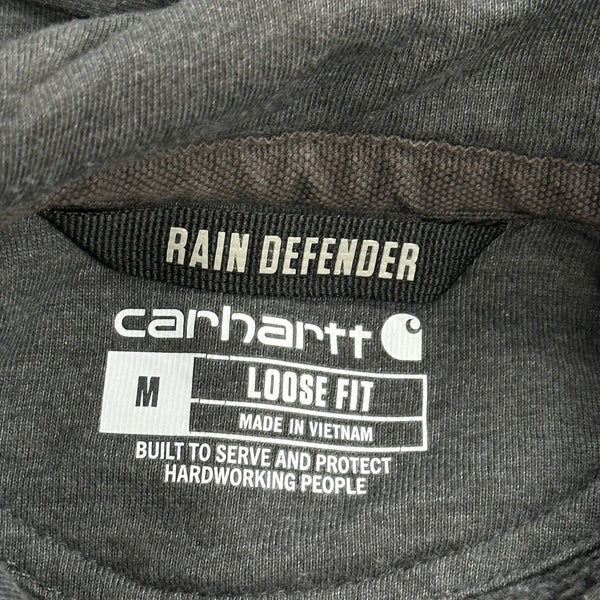 RAIN DEFENDER
carhartt
M
LOOSE FIT
MADE IN VIETNAM
BUILT TO SERVE AND PROTECT
HARDWORKING PEOPLE